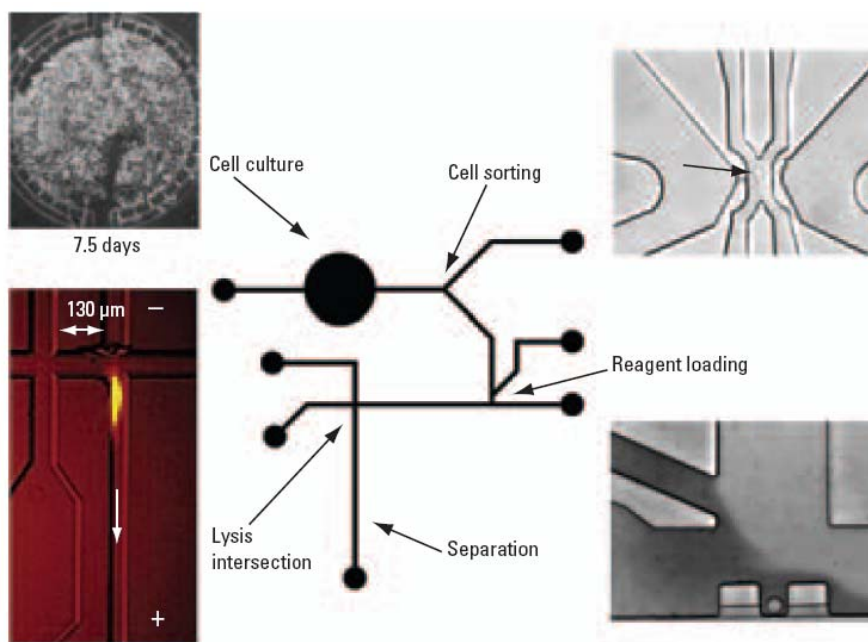 7.5 days
Cell culture
Cell sorting
130 µm
−
Reagent loading
Lysis
intersection
Separation
+